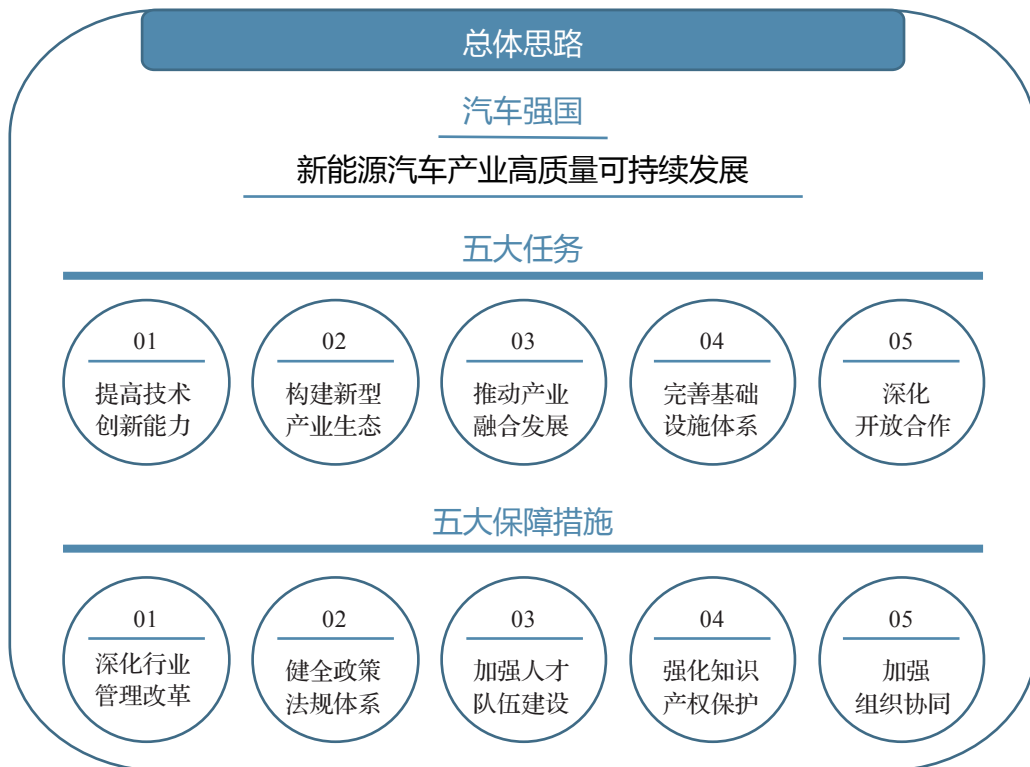 总体思路
汽车强国
新能源汽车产业高质量可持续发展
五大任务
01
提高技术
创新能力
02
构建新型
产业生态
03
推动产业
融合发展
04
完善基础
设施体系
05
深化
开放合作
五大保障措施
01
深化行业
管理改革
02
健全政策
法规体系
03
加强人才
队伍建设
04
强化知识
产权保护
05
加强
组织协同